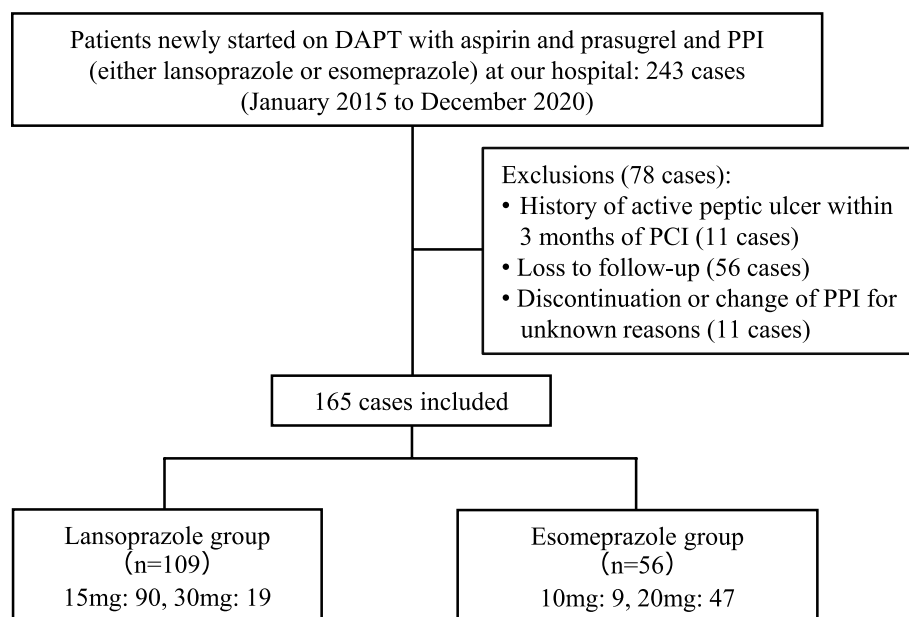 Patients newly started on DAPT with aspirin and prasugrel and PPI
(either lansoprazole or esomeprazole) at our hospital: 243 cases
(January 2015 to December 2020)
Exclusions (78 cases):
• History of active peptic ulcer within
3 months of PCI (11 cases)
• Loss to follow-up (56 cases)
• Discontinuation or change of PPI for
unknown reasons (11 cases)
165 cases included
Lansoprazole group
(n=109)
15mg: 90, 30mg: 19
Esomeprazole group
(n=56)
10mg: 9, 20mg: 47